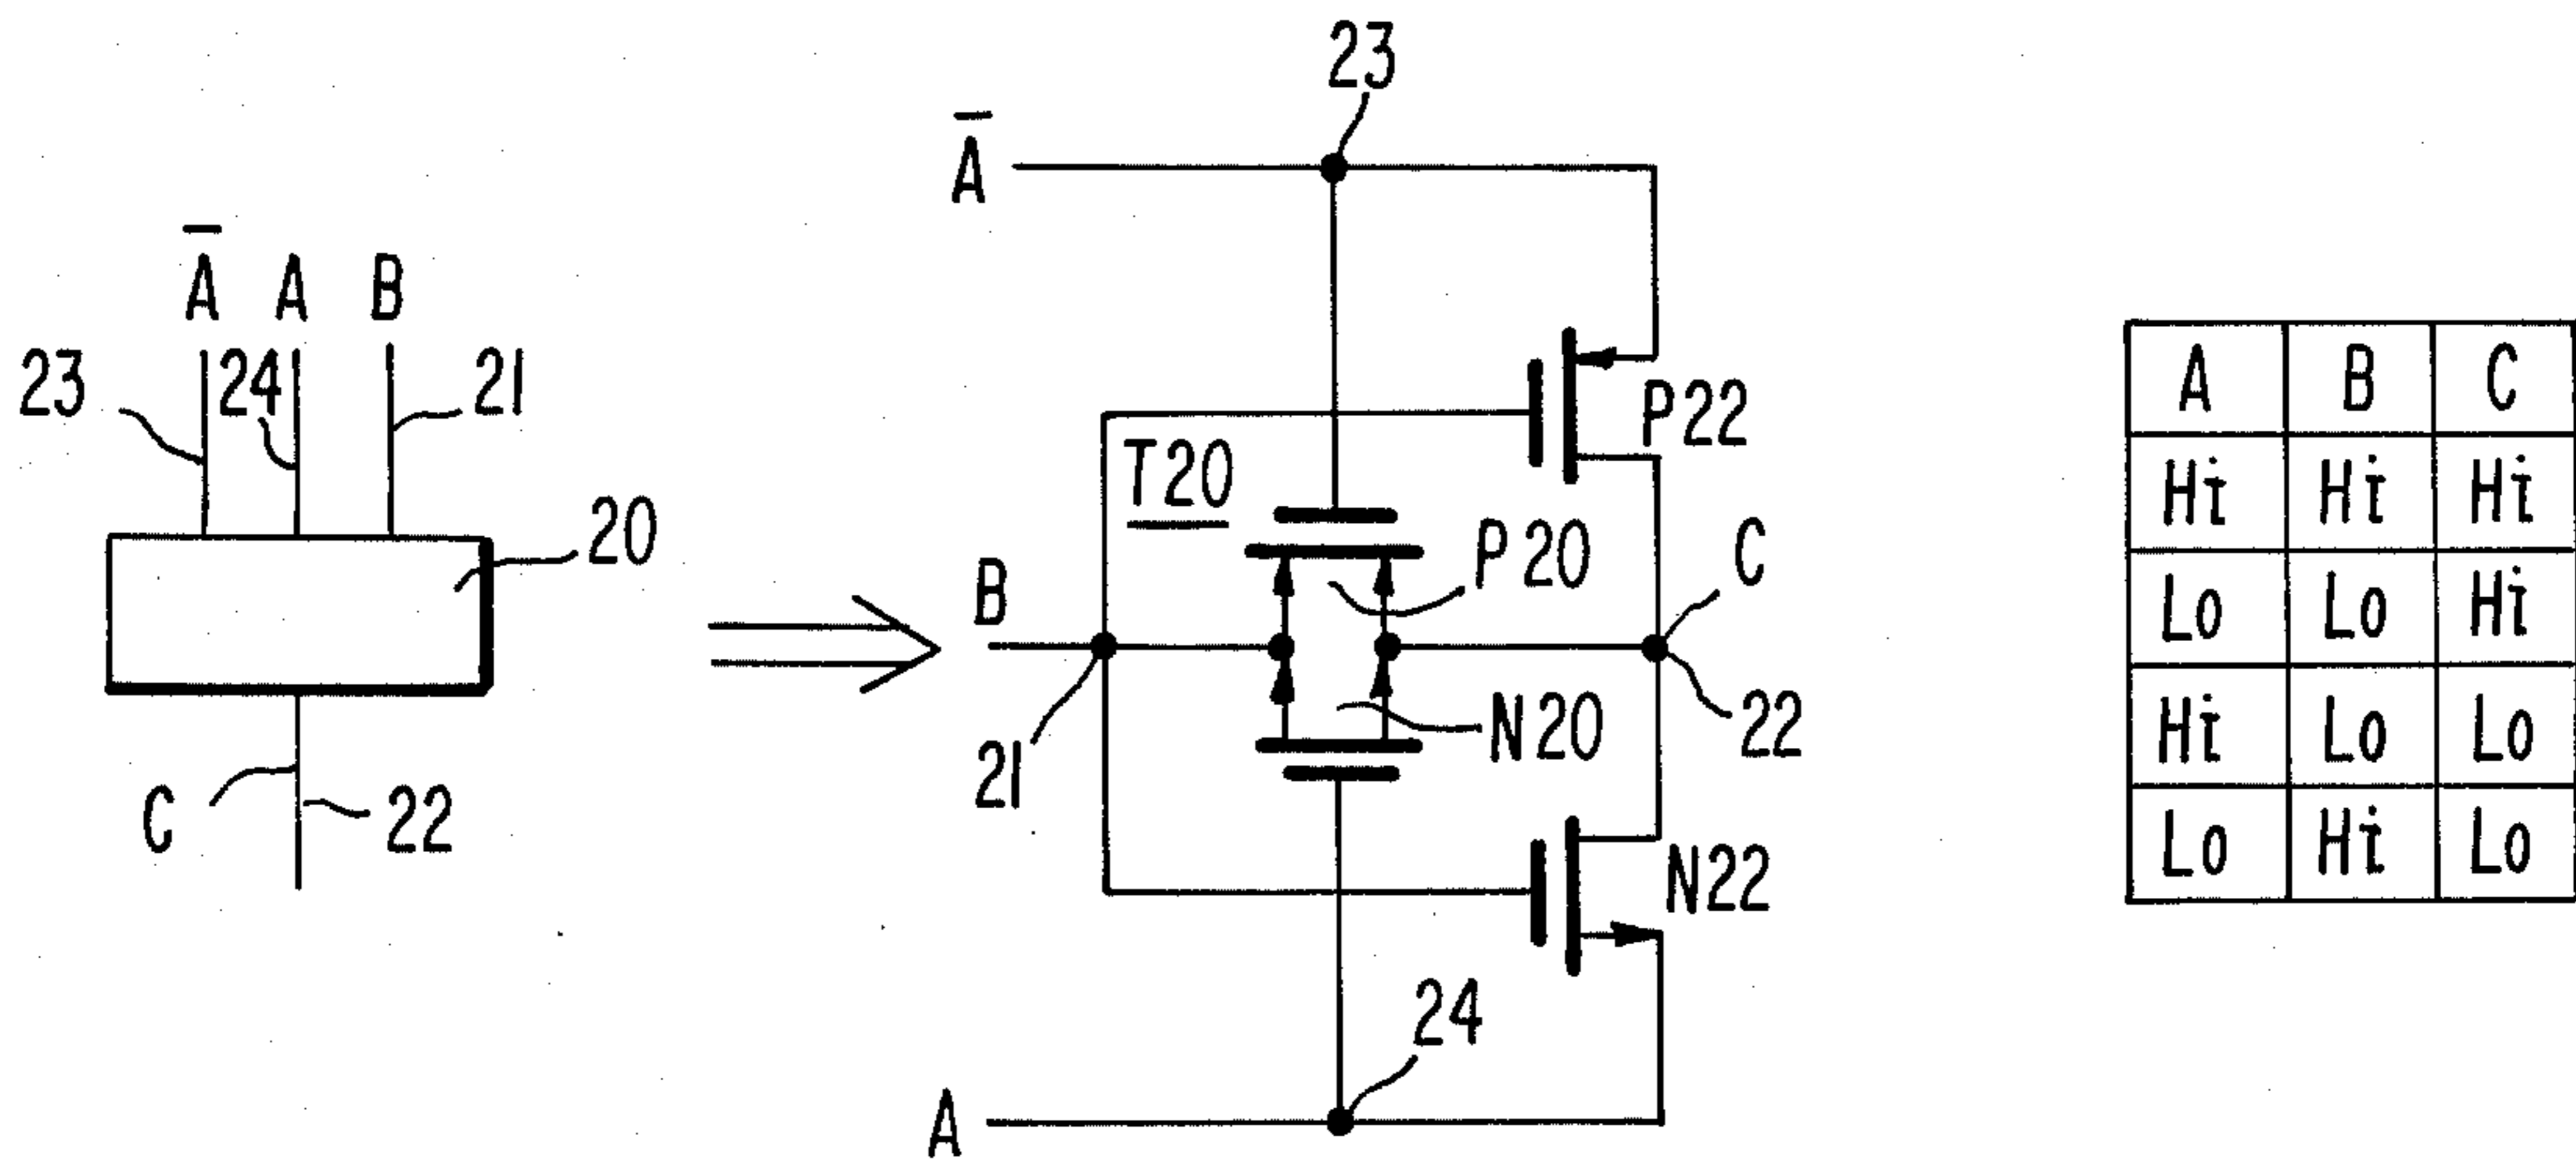 Ā A B
23 24 21
20
C 22
23
Ā
P22
T20
P20
C
B
N20
22
21
N22
24
A
A B C
Hi Hi Hi
Lo Lo Hi
Hi Lo Lo
Lo Hi Lo